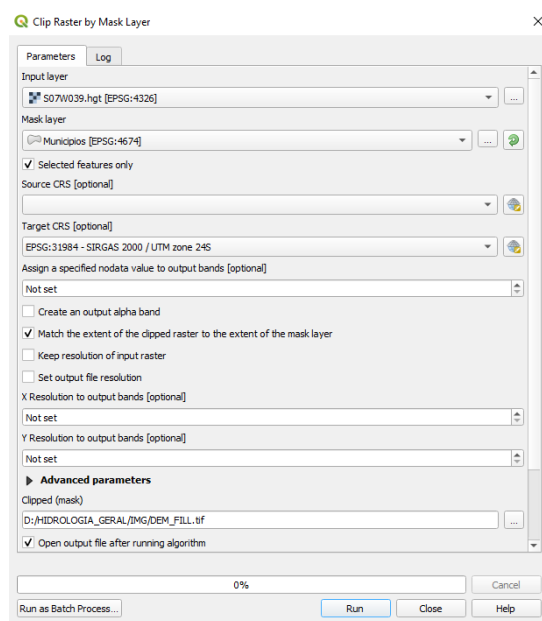 Clip Raster by Mask Layer
Parameters Log
Input layer
S07W039.hgt [EPSG:4326]
...
Mask layer
Municipios [EPSG:4674]
...
Selected features only
Source CRS [optional]
Target CRS [optional]
EPSG:31984 - SIRGAS 2000 / UTM zone 24S
Assign a specified nodata value to output bands [optional]
Not set
Create an output alpha band
Match the extent of the clipped raster to the extent of the mask layer
Keep resolution of input raster
Set output file resolution
X Resolution to output bands [optional]
Not set
Y Resolution to output bands [optional]
Not set
Advanced parameters
Clipped (mask)
D:/HIDROLOGIA_GERAL/IMG/DEM_FILL.tif
...
Open output file after running algorithm
0% Cancel
Run as Batch Process... Run Close Help